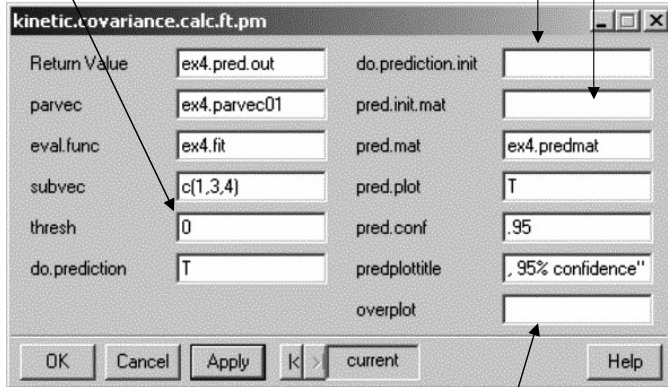 kinetic.covariance.calc.ft.pm
Return Value ex4.pred.out do.prediction.init
parvec ex4.parvec01 pred.init.mat
eval.func ex4.fit pred.mat ex4.predmat
subvec c(1,3,4) pred.plot T
thresh 0 pred.conf .95
do.prediction T predplottitle , 95% confidence"
overplot
OK Cancel Apply current Help